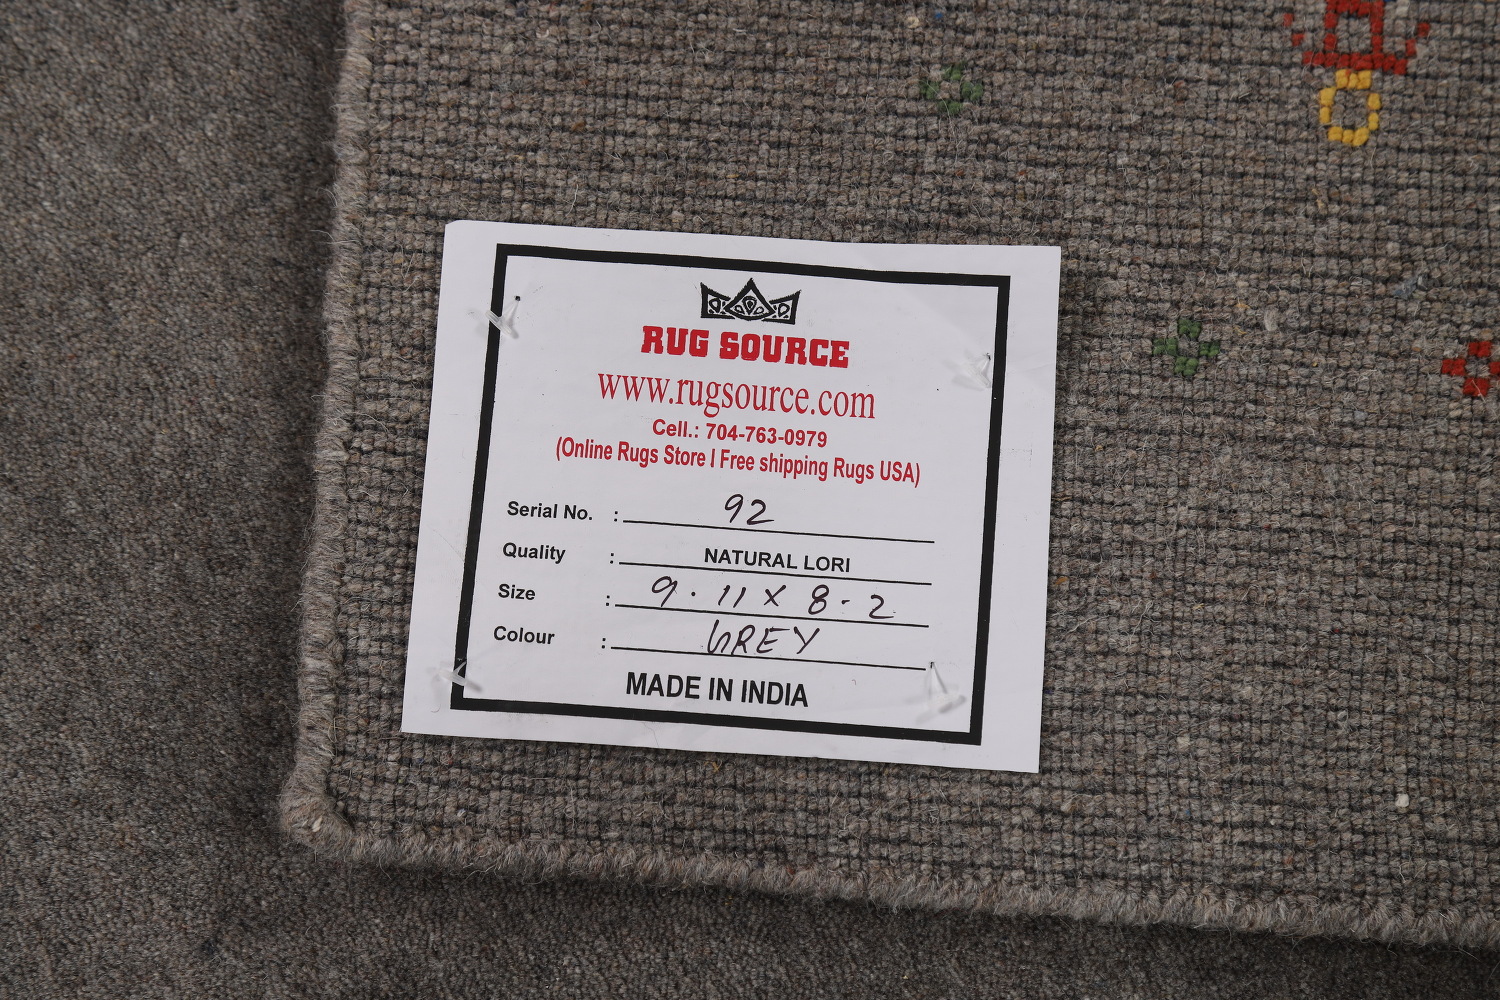 RUG SOURCE
www.rugsource.com
Cell.: 704-763-0979
(Online Rugs Store I Free shipping Rugs USA)
Serial No. : 92
Quality : NATURAL LORI
Size : 9.11 X 8-2
Colour : GREY
MADE IN INDIA